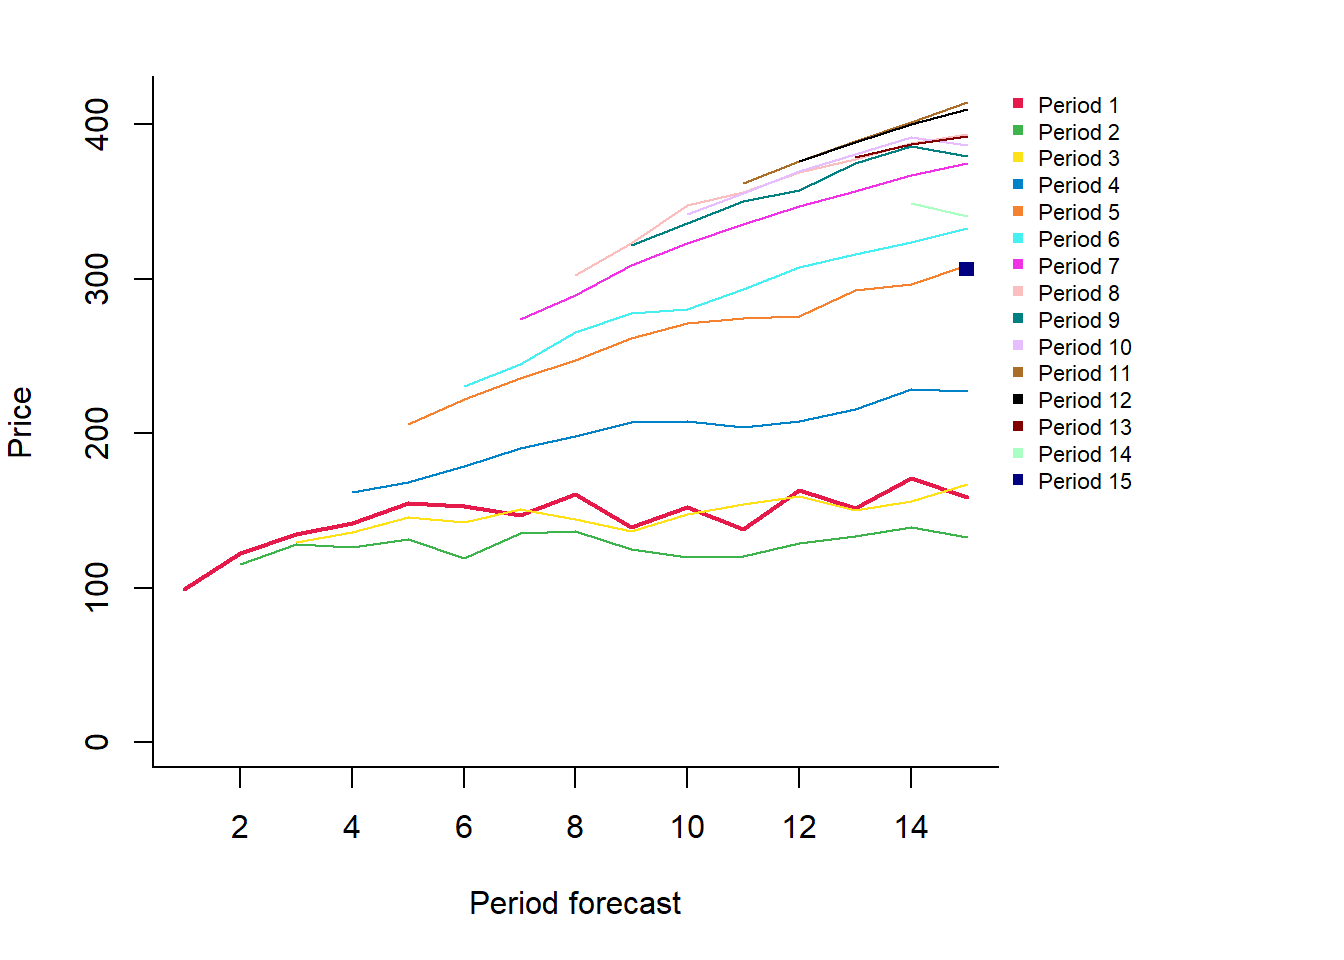 400
300
200
100
0
Price
2 4 6 8 10 12 14
Period forecast
Period 1
Period 2
Period 3
Period 4
Period 5
Period 6
Period 7
Period 8
Period 9
Period 10
Period 11
Period 12
Period 13
Period 14
Period 15